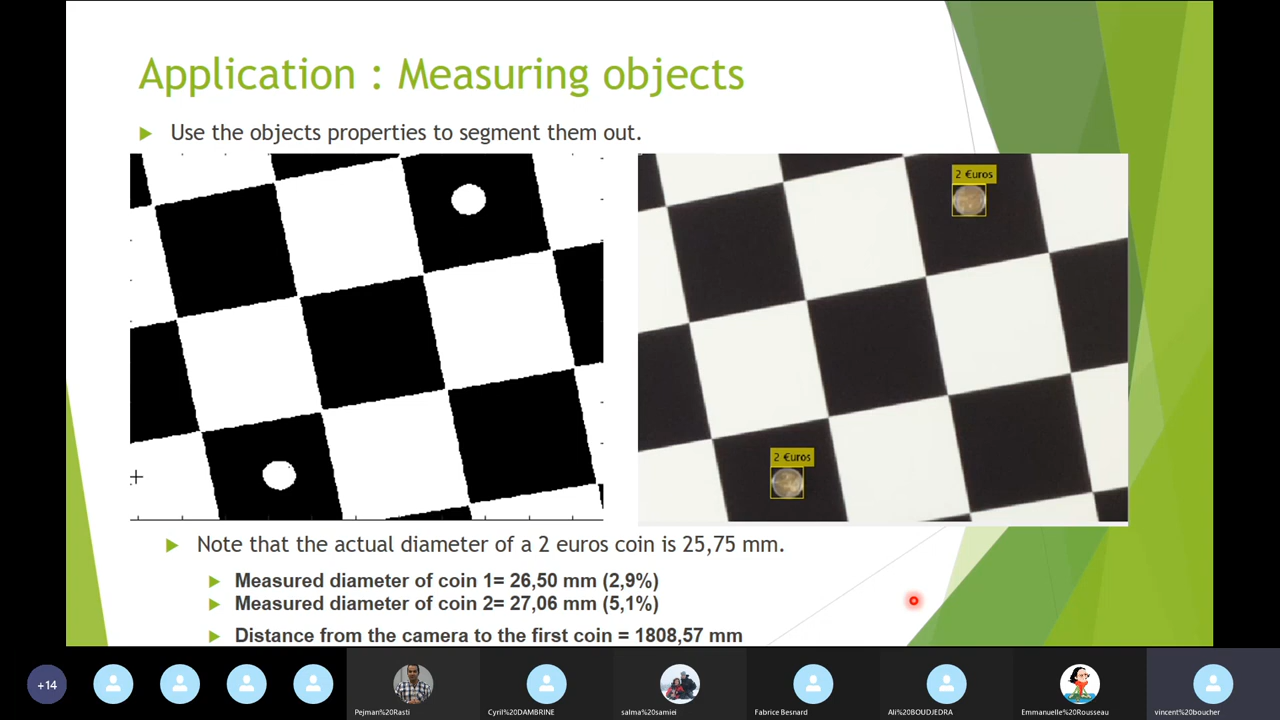 Application : Measuring objects
Use the objects properties to segment them out.
2 €uros
2 €uros
Note that the actual diameter of a 2 euros coin is 25,75 mm.
Measured diameter of coin 1= 26,50 mm (2,9%)
Measured diameter of coin 2= 27,06 mm (5,1%)
Distance from the camera to the first coin = 1808,57 mm
+14
Pejman%20Rasti
Cyril%20DAMBRINE
salma%20samiei
Fabrice Besnard
Ali%20BOUDJEDRA
Emmanuelle%20Rousseau
vincent%20boucher